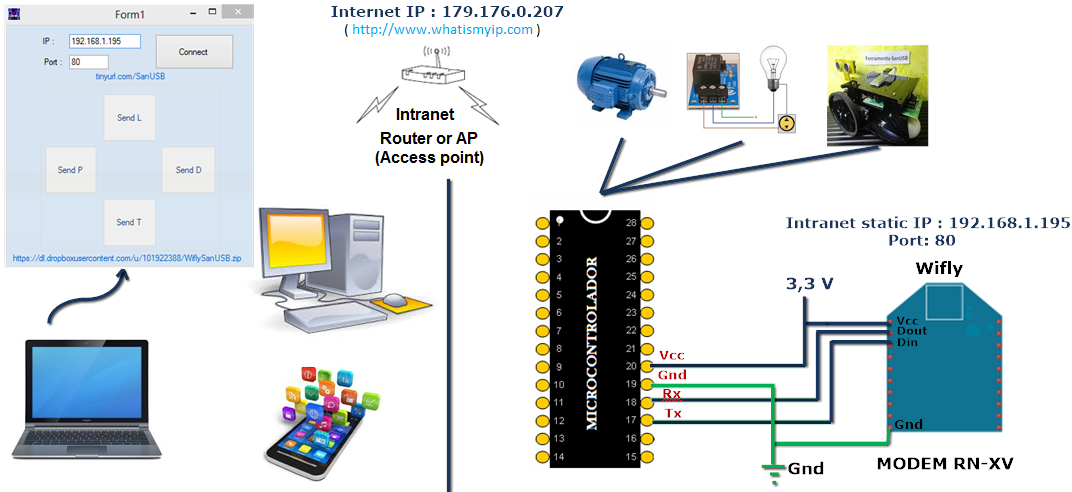 Form1
IP :
192.168.1.195
Connect
Port :
80
tinyurl.com/SanUSB
Send L
Send P
Send D
Send T
https://dl.dropboxusercontent.com/u/101922388/WiflySanUSB.zip
Internet IP : 179.176.0.207
( http://www.whatismyip.com )
Intranet
Router or AP
(Access point)
Ferramenta SanUSB
MICROCONTROLADOR
1
2
3
4
5
6
7
8
9
10
11
12
13
14
28
27
26
25
24
23
22
21
20
19
18
17
16
15
Vcc
Gnd
Rx
Tx
3,3 V
Gnd
Intranet static IP : 192.168.1.195
Port: 80
Wifly
Vcc
Dout
Din
Gnd
MODEM RN-XV